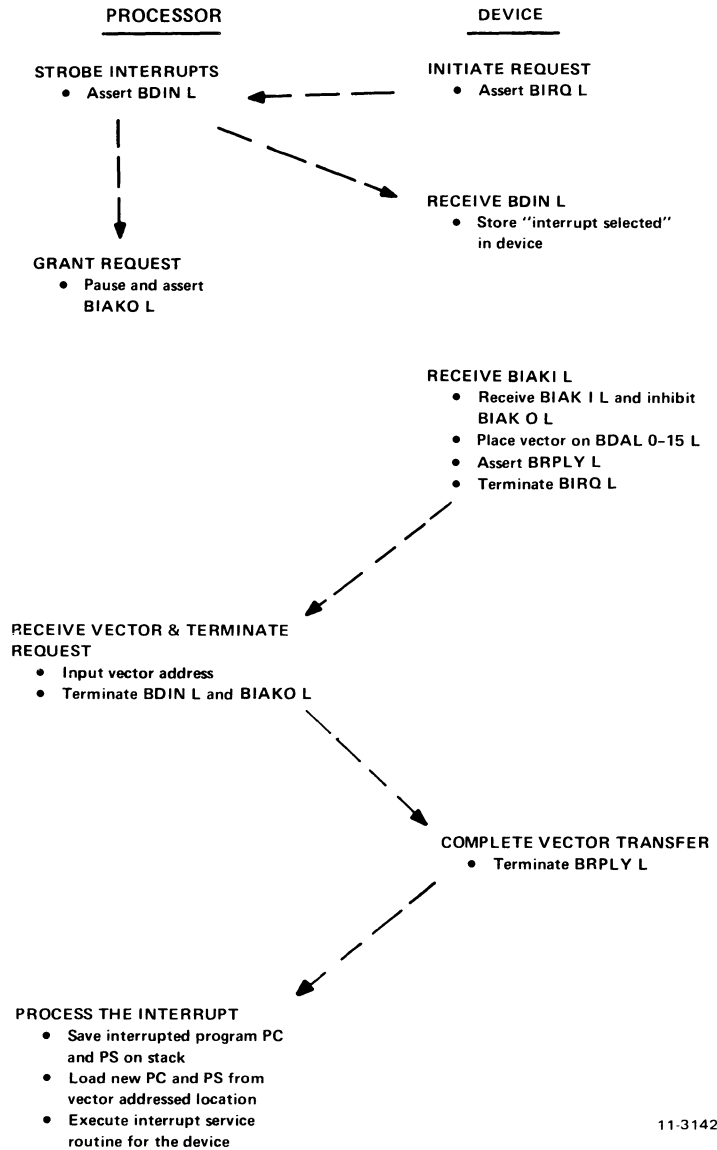 PROCESSOR
DEVICE
STROBE INTERRUPTS
• Assert BDIN L
INITIATE REQUEST
• Assert BIRQ L
RECEIVE BDIN L
• Store "interrupt selected"
in device
GRANT REQUEST
• Pause and assert
BIAKO L
RECEIVE BIAKI L
• Receive BIAK I L and inhibit
BIAK O L
• Place vector on BDAL 0-15 L
• Assert BRPLY L
• Terminate BIRQ L
RECEIVE VECTOR & TERMINATE
REQUEST
• Input vector address
• Terminate BDIN L and BIAKO L
COMPLETE VECTOR TRANSFER
• Terminate BRPLY L
PROCESS THE INTERRUPT
• Save interrupted program PC
and PS on stack
• Load new PC and PS from
vector addressed location
• Execute interrupt service
routine for the device
11-3142